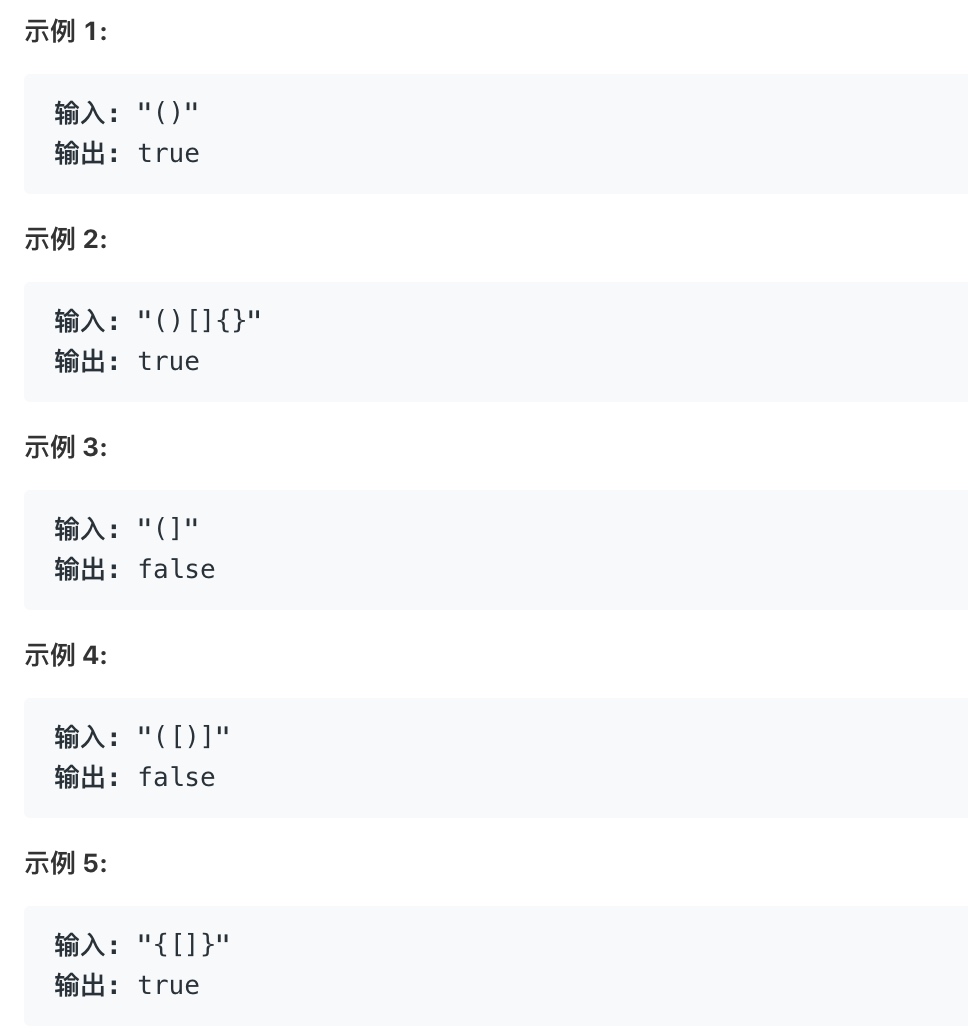 示例 1:
输入: "()"
输出: true
示例 2:
输入: "()[]{}"
输出: true
示例 3:
输入: "(]"
输出: false
示例 4:
输入: "([)]"
输出: false
示例 5:
输入: "{[]}"
输出: true